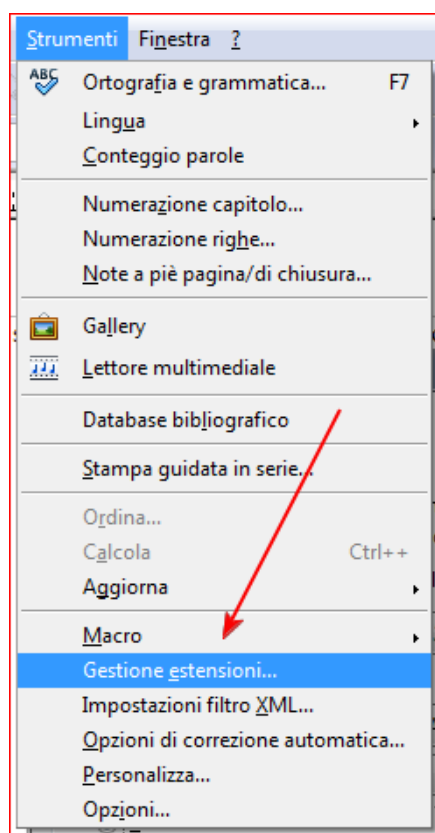 Strumenti Finestra ?
ABC Ortografia e grammatica... F7
Lingua
Conteggio parole
Numerazione capitolo...
Numerazione righe...
Note a piè pagina/di chiusura...
Gallery
Lettore multimediale
Database bibliografico
Stampa guidata in serie...
Ordina...
Calcola Ctrl++
Aggiorna
Macro
Gestione estensioni...
Impostazioni filtro XML...
Opzioni di correzione automatica...
Personalizza...
Opzioni...